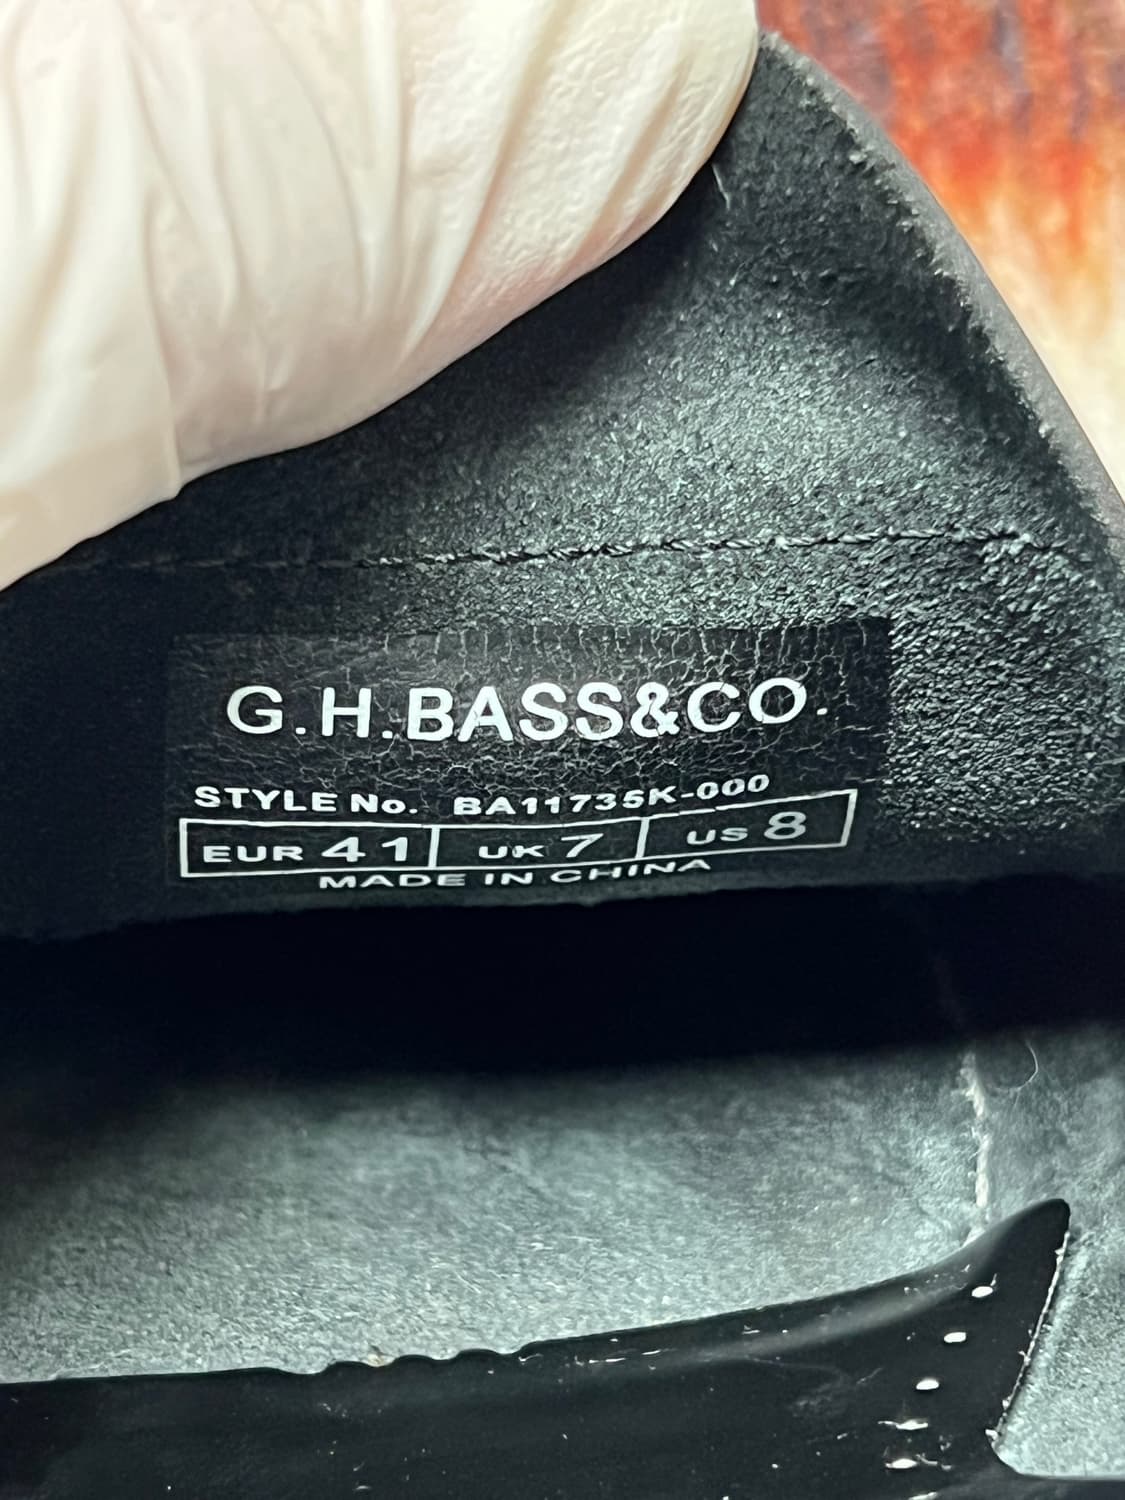 G.H.BASS&CO.
STYLE No. BA11735K-000
EUR 41 UK 7 US 8
MADE IN CHINA